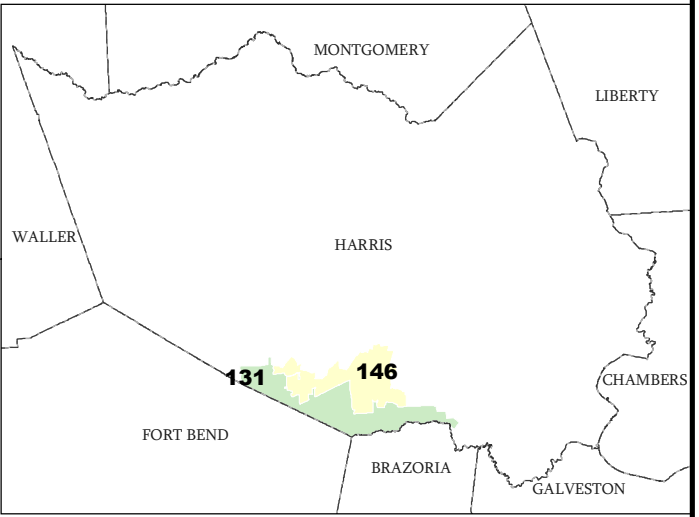 MONTGOMERY
LIBERTY
WALLER
HARRIS
131
146
CHAMBERS
FORT BEND
BRAZORIA
GALVESTON